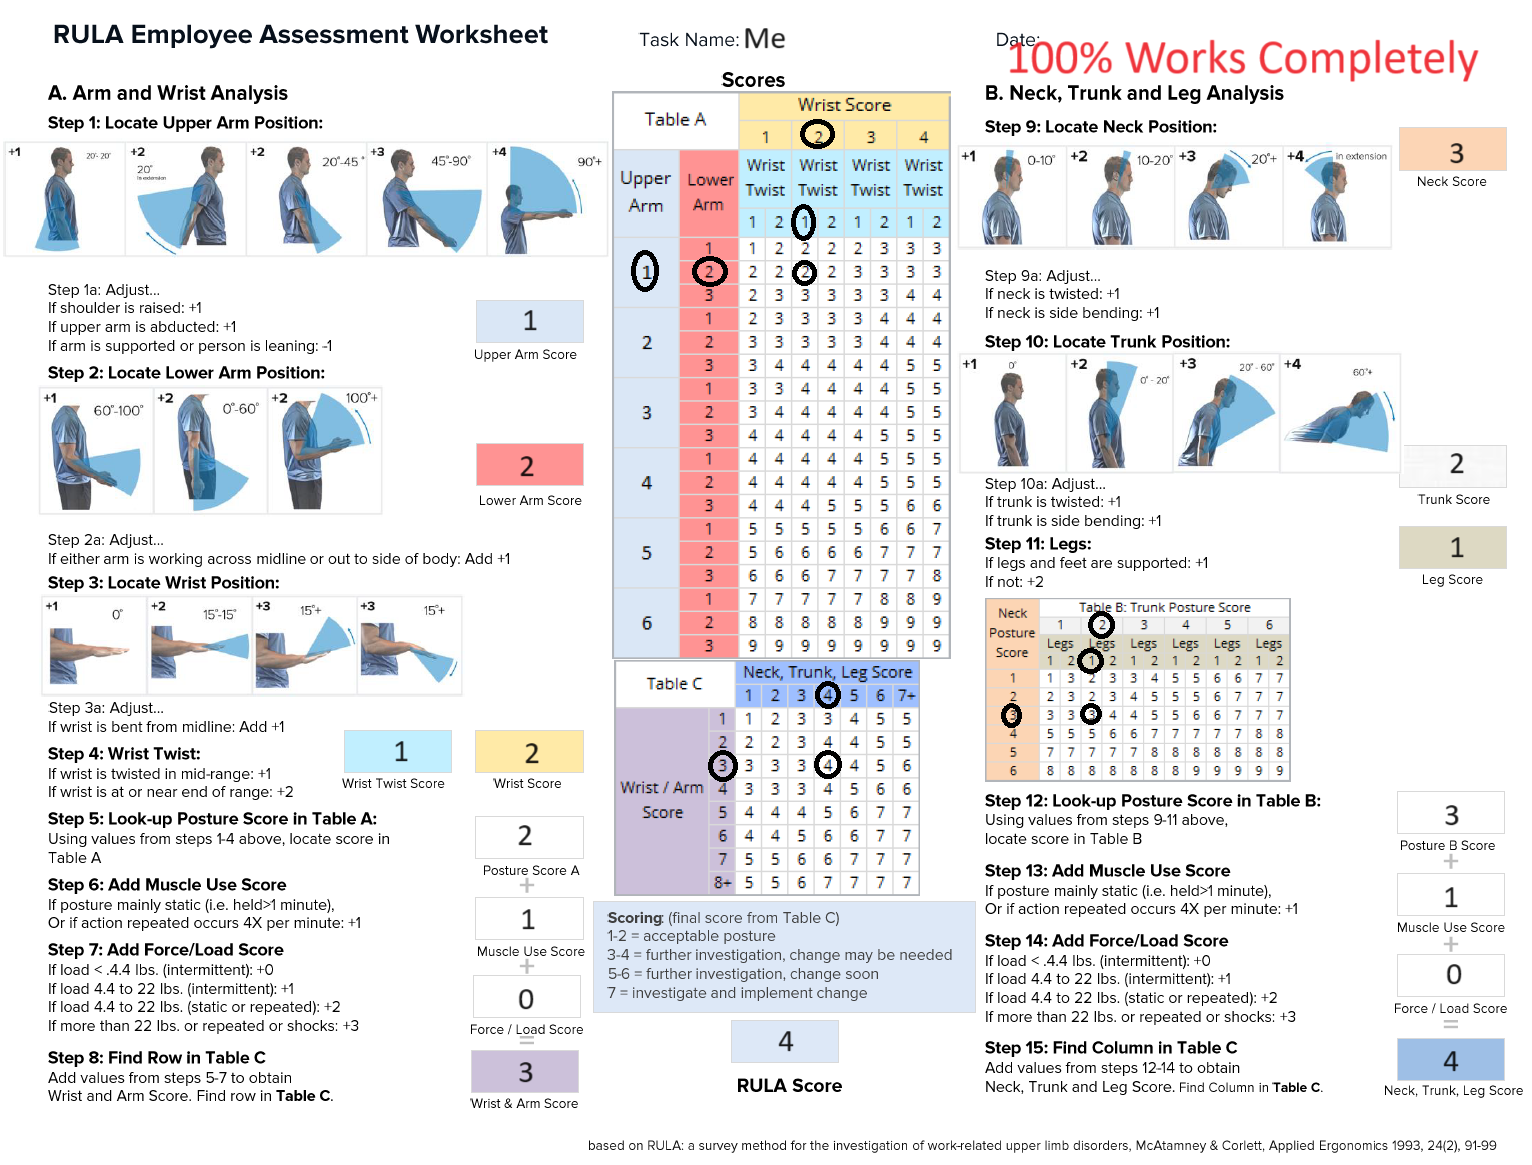 RULA Employee Assessment Worksheet
Task Name: Me
Date:
100% Works Completely
A. Arm and Wrist Analysis
Step 1: Locate Upper Arm Position:
+1 20°- 20°
+2 20° in extension
+2 20°-45°
+3 45°-90°
+4 90°+
Step 1a: Adjust...
If shoulder is raised: +1
If upper arm is abducted: +1
If arm is supported or person is leaning: -1
1
Upper Arm Score
Step 2: Locate Lower Arm Position:
+1 60°-100°
+2 0°-60°
+2 100°+
2
Lower Arm Score
Step 2a: Adjust...
If either arm is working across midline or out to side of body: Add +1
Step 3: Locate Wrist Position:
+1 0°
+2 15°-15°
+3 15°+
+3 15°+
Step 3a: Adjust...
If wrist is bent from midline: Add +1
Step 4: Wrist Twist:
If wrist is twisted in mid-range: +1
If wrist is at or near end of range: +2
1
Wrist Twist Score
2
Wrist Score
Step 5: Look-up Posture Score in Table A:
Using values from steps 1-4 above, locate score in
Table A
2
Posture Score A
+
Step 6: Add Muscle Use Score
If posture mainly static (i.e. held>1 minute),
Or if action repeated occurs 4X per minute: +1
1
Muscle Use Score
+
Step 7: Add Force/Load Score
If load < .4.4 lbs. (intermittent): +0
If load 4.4 to 22 lbs. (intermittent): +1
If load 4.4 to 22 lbs. (static or repeated): +2
If more than 22 lbs. or repeated or shocks: +3
0
Force / Load Score
=
Step 8: Find Row in Table C
Add values from steps 5-7 to obtain
Wrist and Arm Score. Find row in Table C.
3
Wrist & Arm Score
Scores
Table A Wrist Score
1 2 3 4
Upper Arm Lower Arm Wrist Twist Wrist Twist Wrist Twist Wrist Twist
1 2 1 2 1 2 1 2
1 1 1 2 2 2 2 3 3 3
2 2 2 2 2 3 3 3 3
3 2 3 3 3 3 3 4 4
2 1 2 3 3 3 3 4 4 4
2 3 3 3 3 3 4 4 4
3 3 4 4 4 4 4 5 5
3 1 3 3 4 4 4 4 5 5
2 3 4 4 4 4 4 5 5
3 4 4 4 4 4 5 5 5
4 1 4 4 4 4 4 5 5 5
2 4 4 4 4 4 5 5 5
3 4 4 4 5 5 5 6 6
5 1 5 5 5 5 5 6 6 7
2 5 6 6 6 6 7 7 7
3 6 6 6 7 7 7 7 8
6 1 7 7 7 7 7 8 8 9
2 8 8 8 8 8 9 9 9
3 9 9 9 9 9 9 9 9
Table C Neck, Trunk, Leg Score
1 2 3 4 5 6 7+
Wrist / Arm Score
1 1 2 3 3 4 5 5
2 2 2 3 4 4 5 5
3 3 3 3 4 4 5 6
4 3 3 3 4 5 6 6
5 4 4 4 5 6 7 7
6 4 4 5 6 6 7 7
7 5 5 6 6 7 7 7
8+ 5 5 6 7 7 7 7
Scoring: (final score from Table C)
1-2 = acceptable posture
3-4 = further investigation, change may be needed
5-6 = further investigation, change soon
7 = investigate and implement change
4
RULA Score
B. Neck, Trunk and Leg Analysis
Step 9: Locate Neck Position:
+1 0-10°
+2 10-20°
+3 20°+
+4 in extension
3
Neck Score
Step 9a: Adjust...
If neck is twisted: +1
If neck is side bending: +1
Step 10: Locate Trunk Position:
+1 0°
+2 0°- 20°
+3 20°- 60°
+4 60°+
2
Trunk Score
Step 10a: Adjust...
If trunk is twisted: +1
If trunk is side bending: +1
Step 11: Legs:
If legs and feet are supported: +1
If not: +2
1
Leg Score
Neck Posture Score Table B: Trunk Posture Score
1 2 3 4 5 6
Legs Legs Legs Legs Legs Legs
1 2 1 2 1 2 1 2 1 2 1 2
1 1 3 2 3 3 4 5 5 6 6 7 7
2 2 3 2 3 4 5 5 5 6 7 7 7
3 3 3 3 4 4 5 5 6 6 7 7 7
4 5 5 5 6 6 7 7 7 7 7 8 8
5 7 7 7 7 7 8 8 8 8 8 8 8
6 8 8 8 8 8 8 8 9 9 9 9 9
Step 12: Look-up Posture Score in Table B:
Using values from steps 9-11 above,
locate score in Table B
3
Posture B Score
+
Step 13: Add Muscle Use Score
If posture mainly static (i.e. held>1 minute),
Or if action repeated occurs 4X per minute: +1
1
Muscle Use Score
+
Step 14: Add Force/Load Score
If load < .4.4 lbs. (intermittent): +0
If load 4.4 to 22 lbs. (intermittent): +1
If load 4.4 to 22 lbs. (static or repeated): +2
If more than 22 lbs. or repeated or shocks: +3
0
Force / Load Score
=
Step 15: Find Column in Table C
Add values from steps 12-14 to obtain
Neck, Trunk and Leg Score. Find Column in Table C.
4
Neck, Trunk, Leg Score
based on RULA: a survey method for the investigation of work-related upper limb disorders, McAtamney & Corlett, Applied Ergonomics 1993, 24(2), 91-99